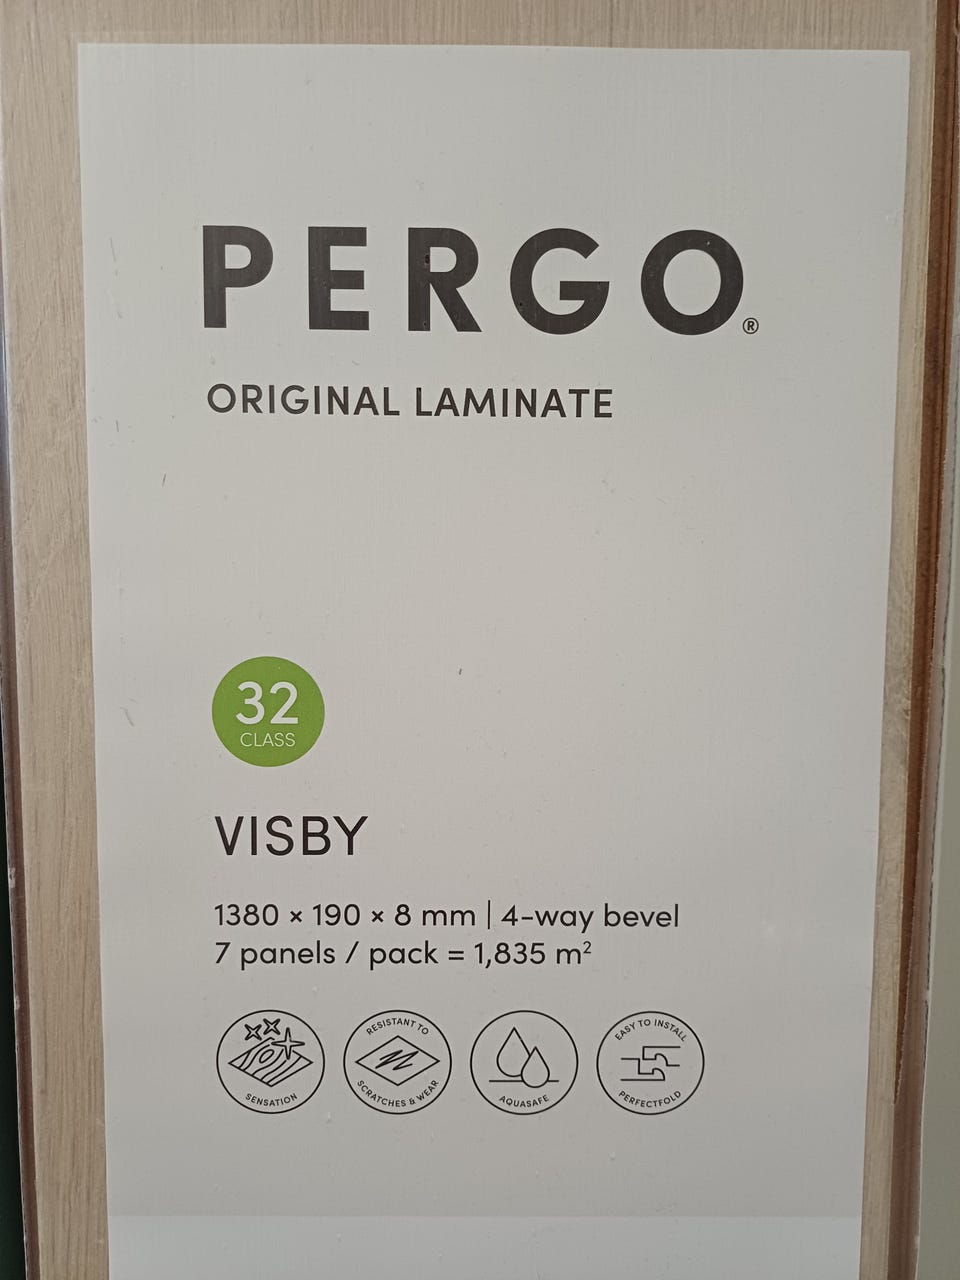 PERGO®
ORIGINAL LAMINATE
32
CLASS
VISBY
1380 × 190 × 8 mm | 4-way bevel
7 panels / pack = 1,835 m²
SENSATION
RESISTANT TO
SCRATCHES & WEAR
AQUASAFE
EASY TO INSTALL
PERFECTFOLD